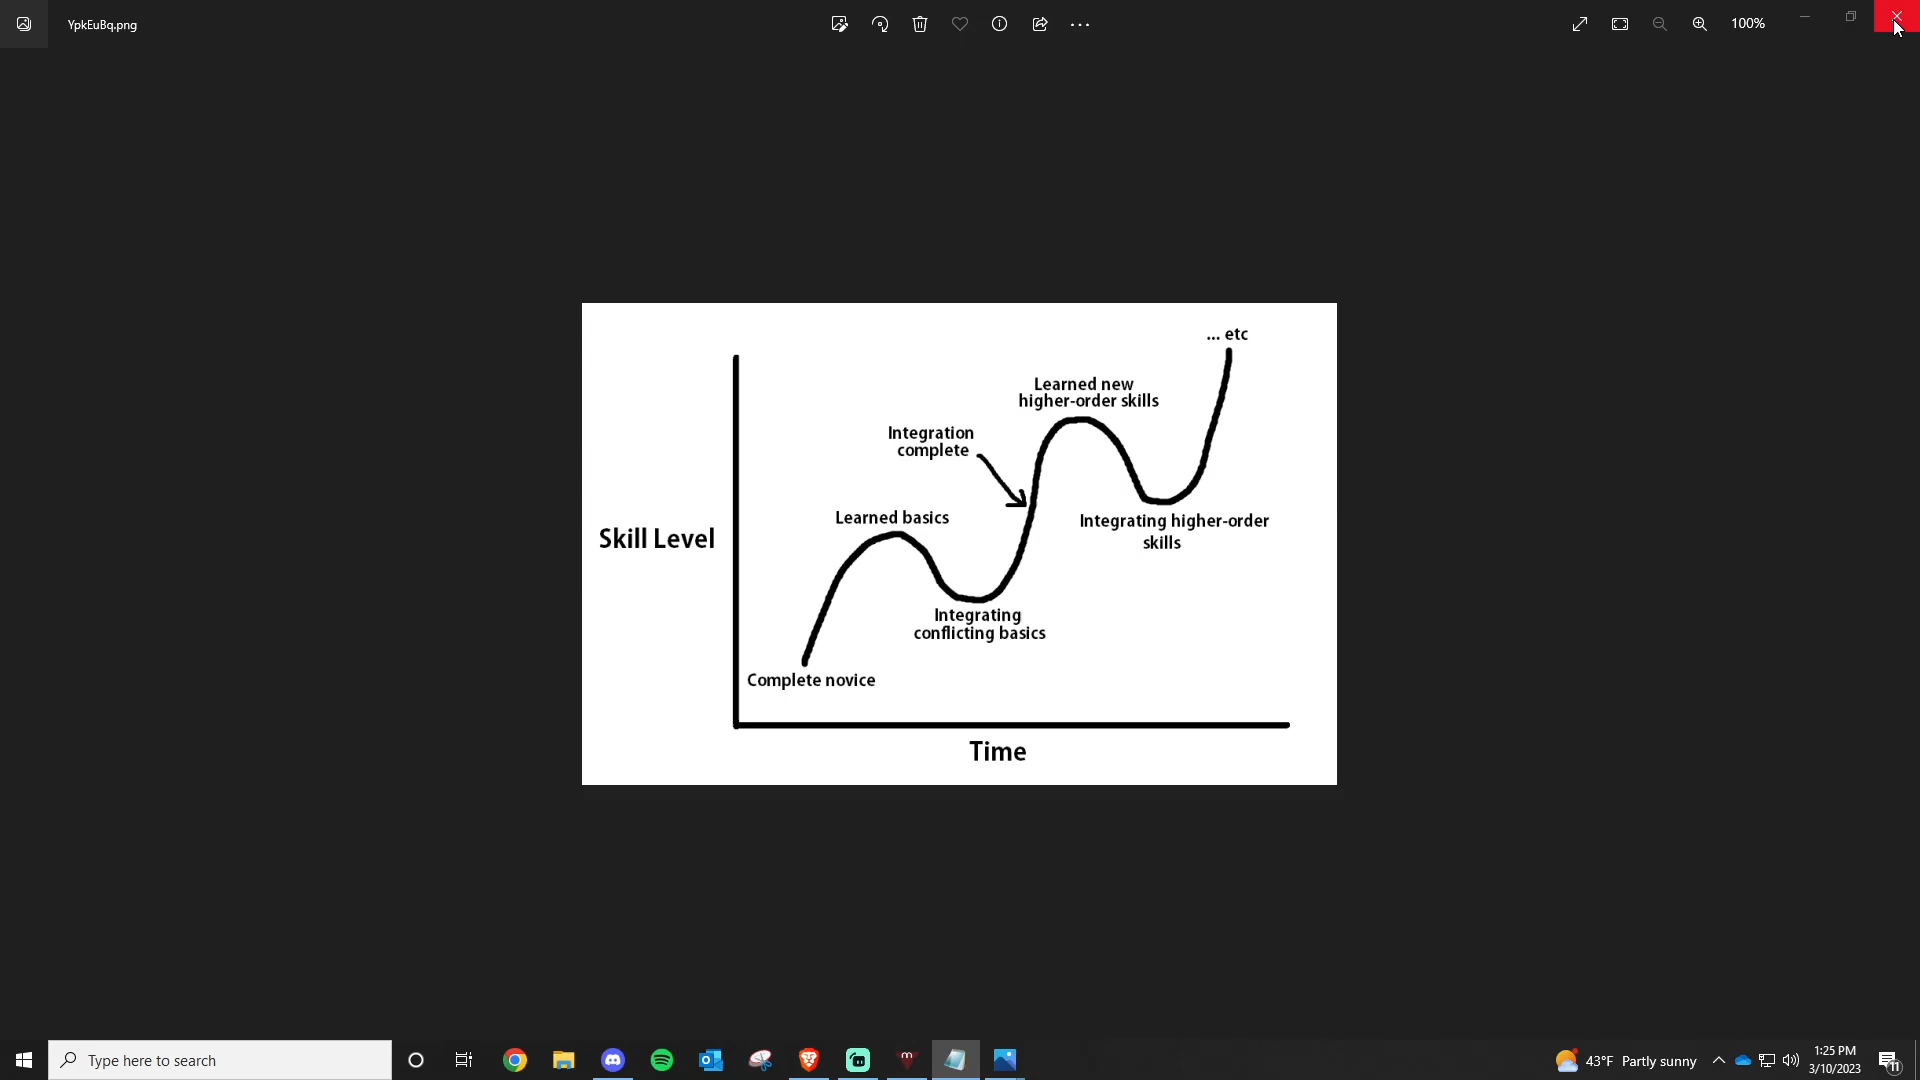 YpkEuBq.png
100%
... etc
Learned new
higher-order skills
Integration
complete
Learned basics
Skill Level
Integrating higher-order
skills
Integrating
conflicting basics
Complete novice
Time
Type here to search
43°F Partly sunny
1:25 PM
3/10/2023
11